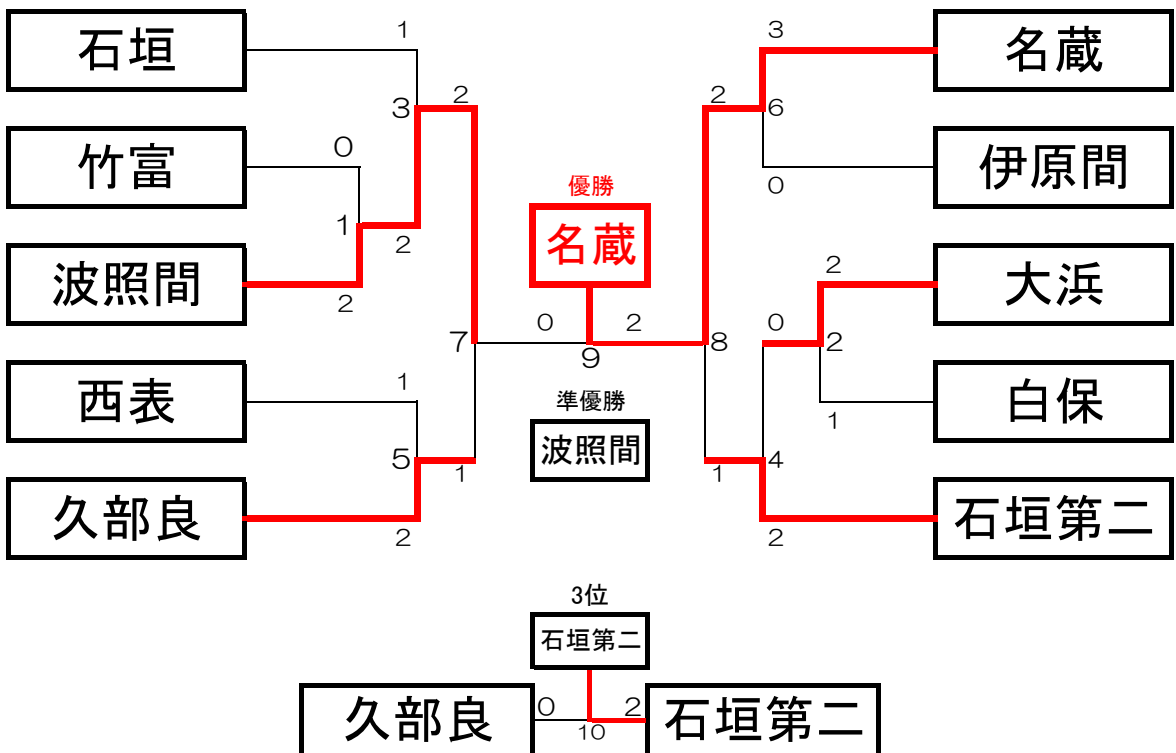 石垣 1 3 名蔵
3 2 2 6
竹富 0 0 伊原間
優勝
名蔵
1 2
波照間 2 2 大浜
7 0 9 2 8 0 2
西表 1 準優勝 1 白保
波照間
5 1 1 4
久部良 2 2 石垣第二
3位
石垣第二
久部良 0 10 2 石垣第二